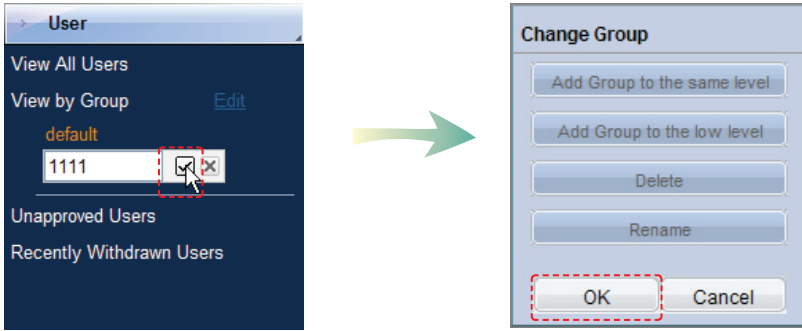 User
View All Users
View by Group Edit
default
1111
Unapproved Users
Recently Withdrawn Users
Change Group
Add Group to the same level
Add Group to the low level
Delete
Rename
OK Cancel